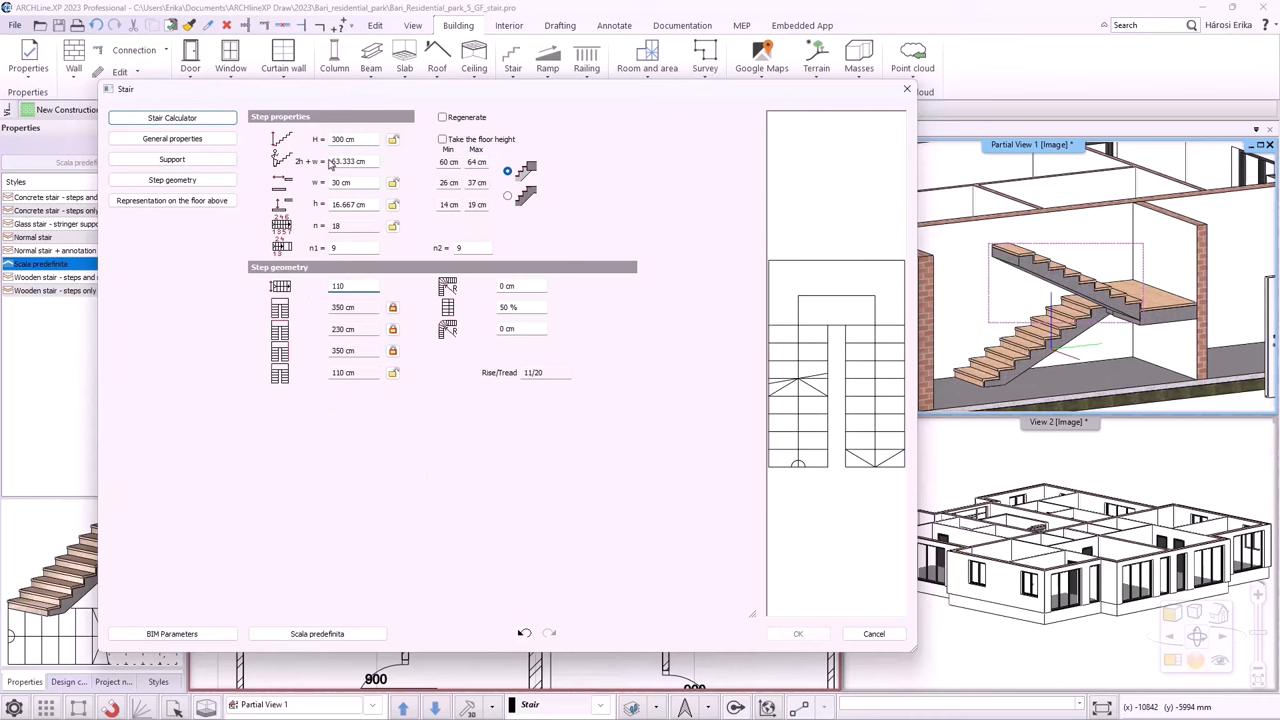 ARCHLine.XP 2023 Professional - C:\Users\Erika\ARCHlineXP Draw\2023\Bari_residential_park\Bari_Residential_park_5_GF_stair.pro
File
Edit
View
Building
Interior
Drafting
Annotate
Documentation
MEP
Embedded App
Search
Hárosi Erika
Properties
Wall
Connection
Edit
Door
Window
Curtain wall
Column
Beam
Slab
Roof
Ceiling
Stair
Ramp
Railing
Room and area
Survey
Google Maps
Terrain
Masses
Point cloud
Properties
New Construction
Properties
Styles
Concrete stair - steps and
Concrete stair - steps only
Glass stair - stringer suppo
Normal stair
Normal stair + annotation
Scala predefinita
Wooden stair - steps and
Wooden stair - steps only
Stair
Stair Calculator
General properties
Support
Step geometry
Representation on the floor above
Step properties
H = 300 cm
2h + w = 63.333 cm
w = 30 cm
h = 16.667 cm
n = 18
n1 = 9
n2 = 9
Regenerate
Take the floor height
Min Max
60 cm 64 cm
26 cm 37 cm
14 cm 19 cm
Step geometry
110
0 cm
350 cm
50 %
230 cm
0 cm
350 cm
110 cm
Rise/Tread 11/20
BIM Parameters
Scala predefinita
OK
Cancel
Partial View 1 [Image] *
View 2 [Image] *
900
Properties
Design c...
Project n...
Styles
Partial View 1
Stair
(x) -10842 (y) -5994 mm